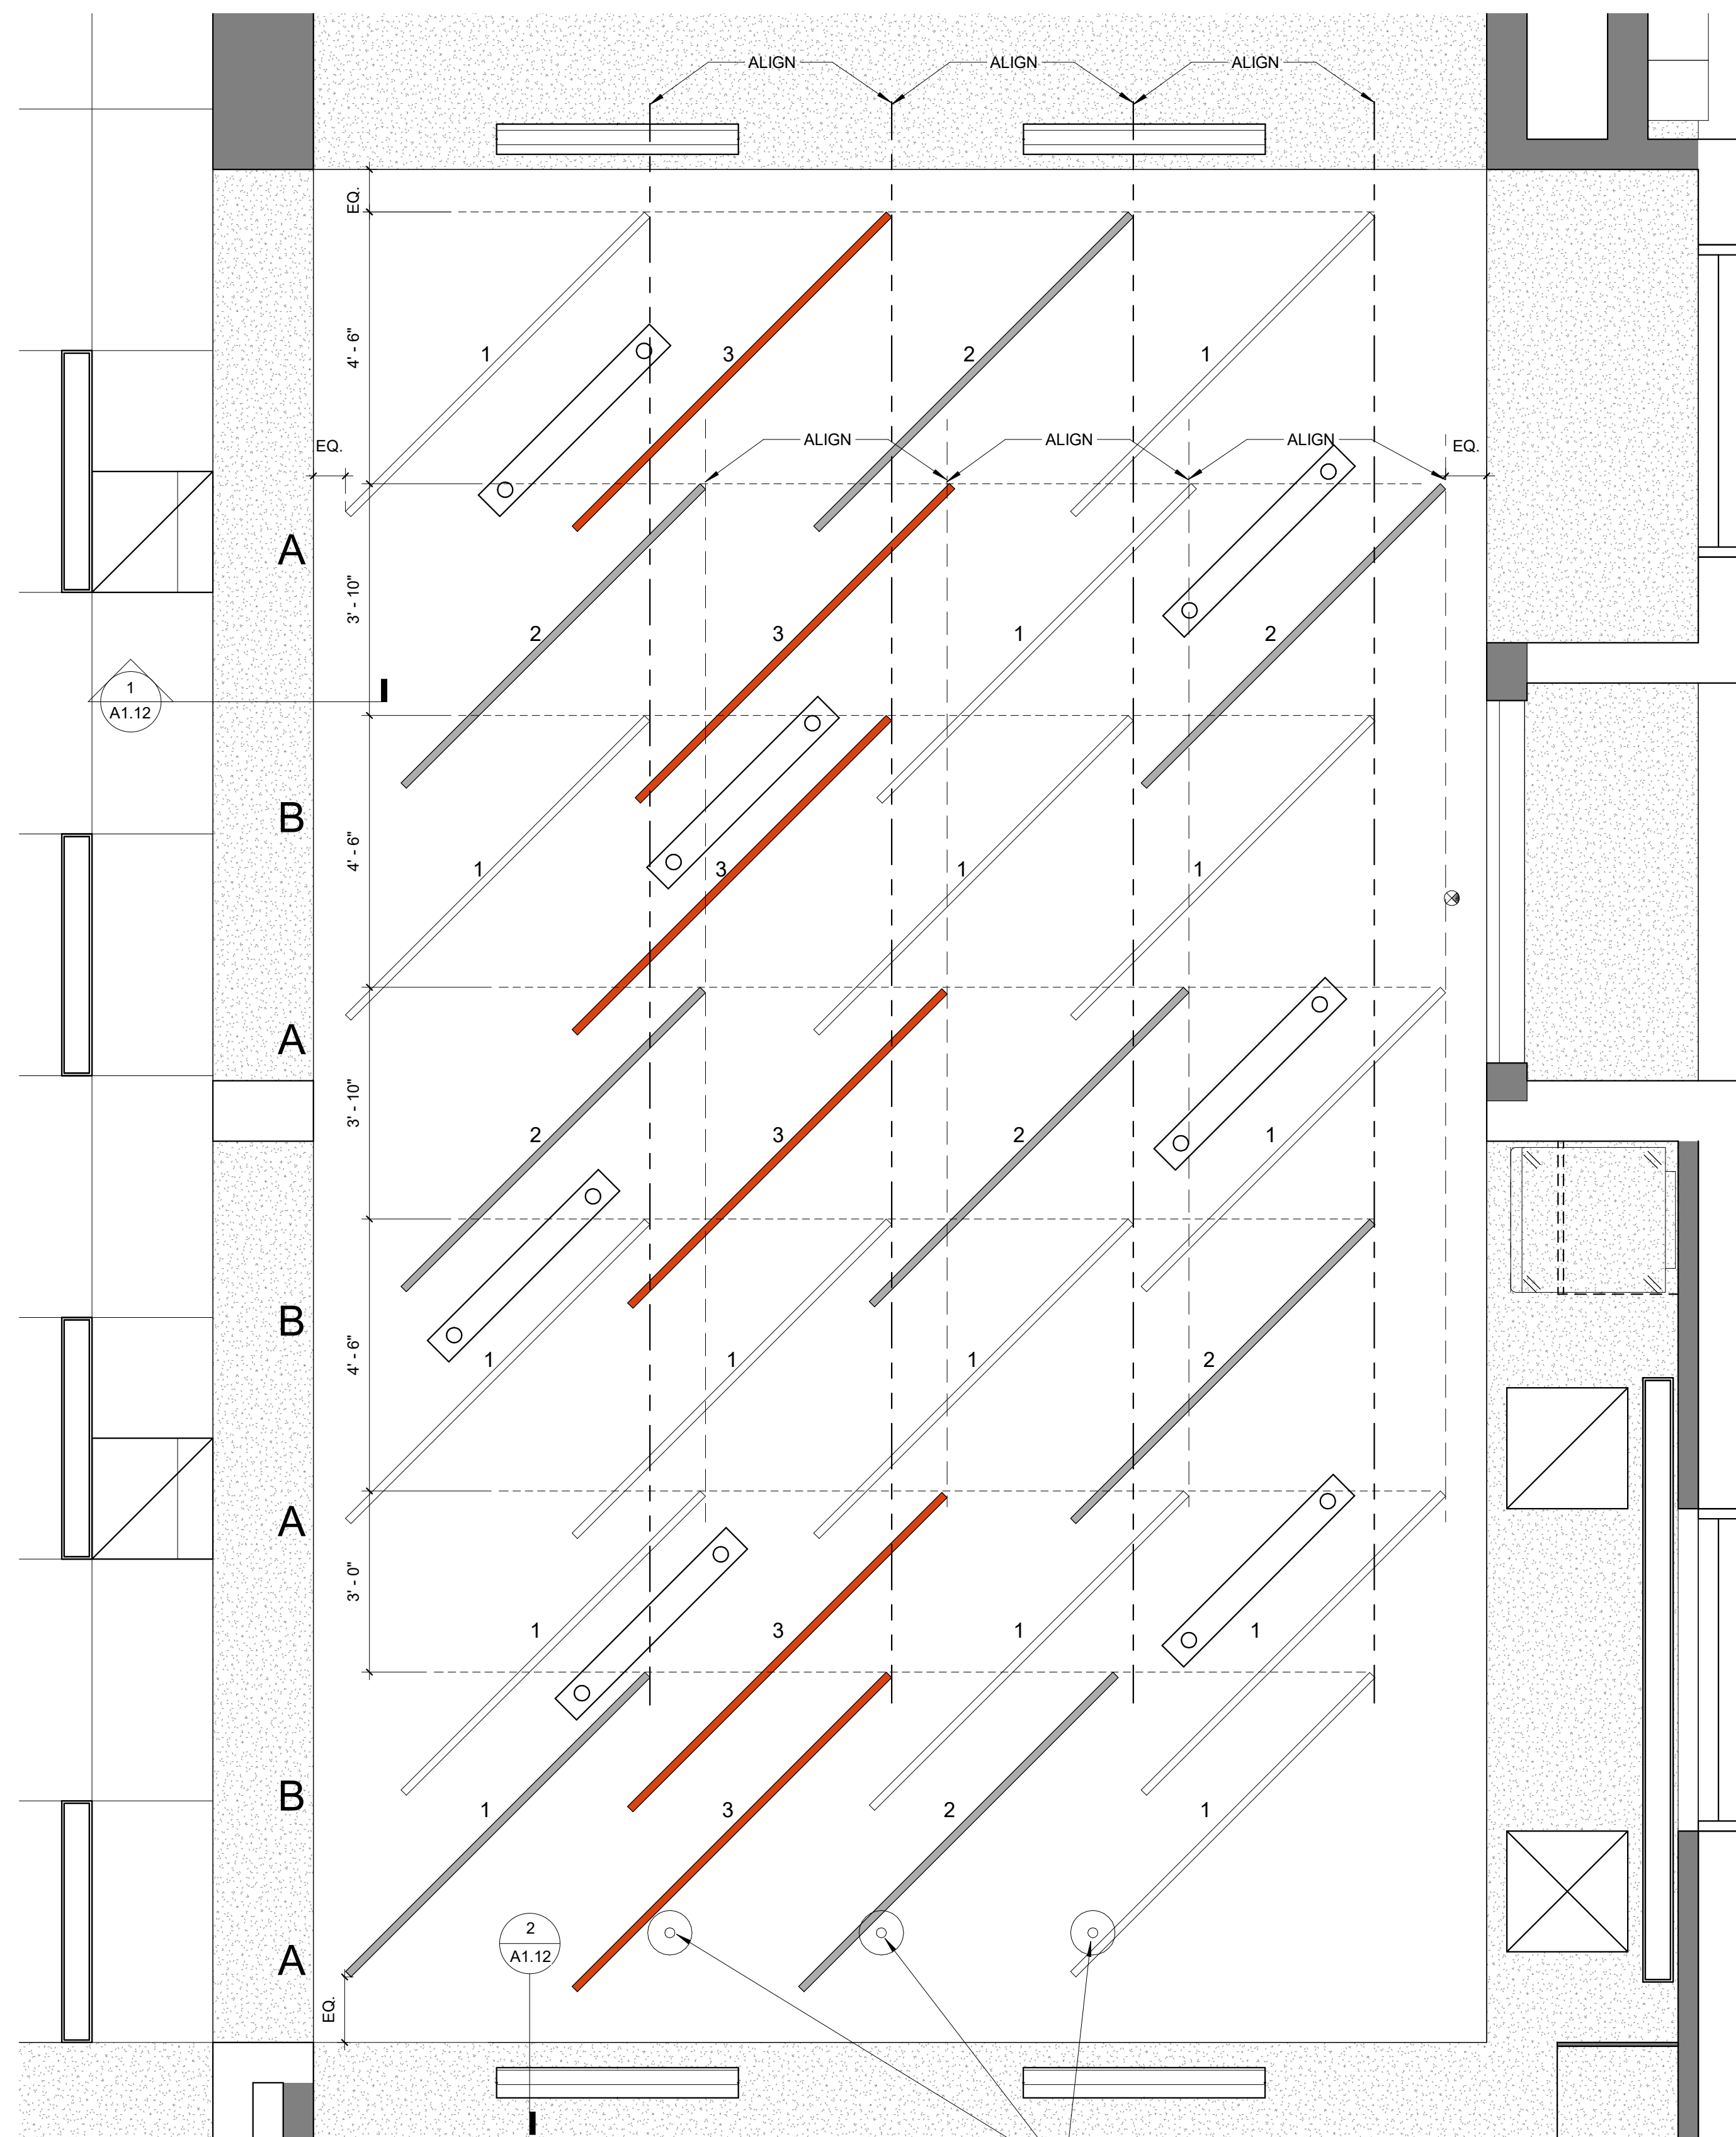 ALIGN ALIGN ALIGN
EQ.
4' - 6"
1 3 2 1
EQ. ALIGN ALIGN ALIGN EQ.
A
3' - 10"
2 3 1 2
1
A1.12
B
4' - 6"
1 3 1 1
A
3' - 10"
2 3 2 1
B
4' - 6"
1 1 1 2
A
3' - 0"
1 3 1 1
B
1 3 2 1
2
A1.12
A
EQ.